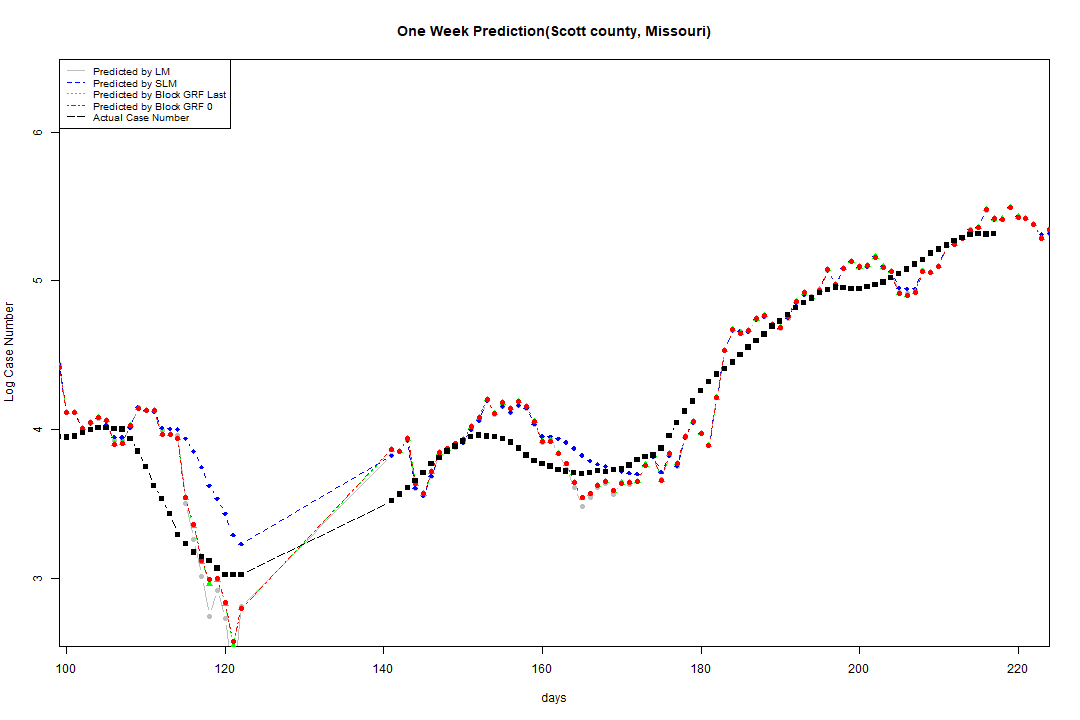 One Week Prediction(Scott county, Missouri)
Predicted by LM
Predicted by SLM
Predicted by Block GRF Last
Predicted by Block GRF 0
Actual Case Number
6
5
4
3
Log Case Number
100 120 140 160 180 200 220
days